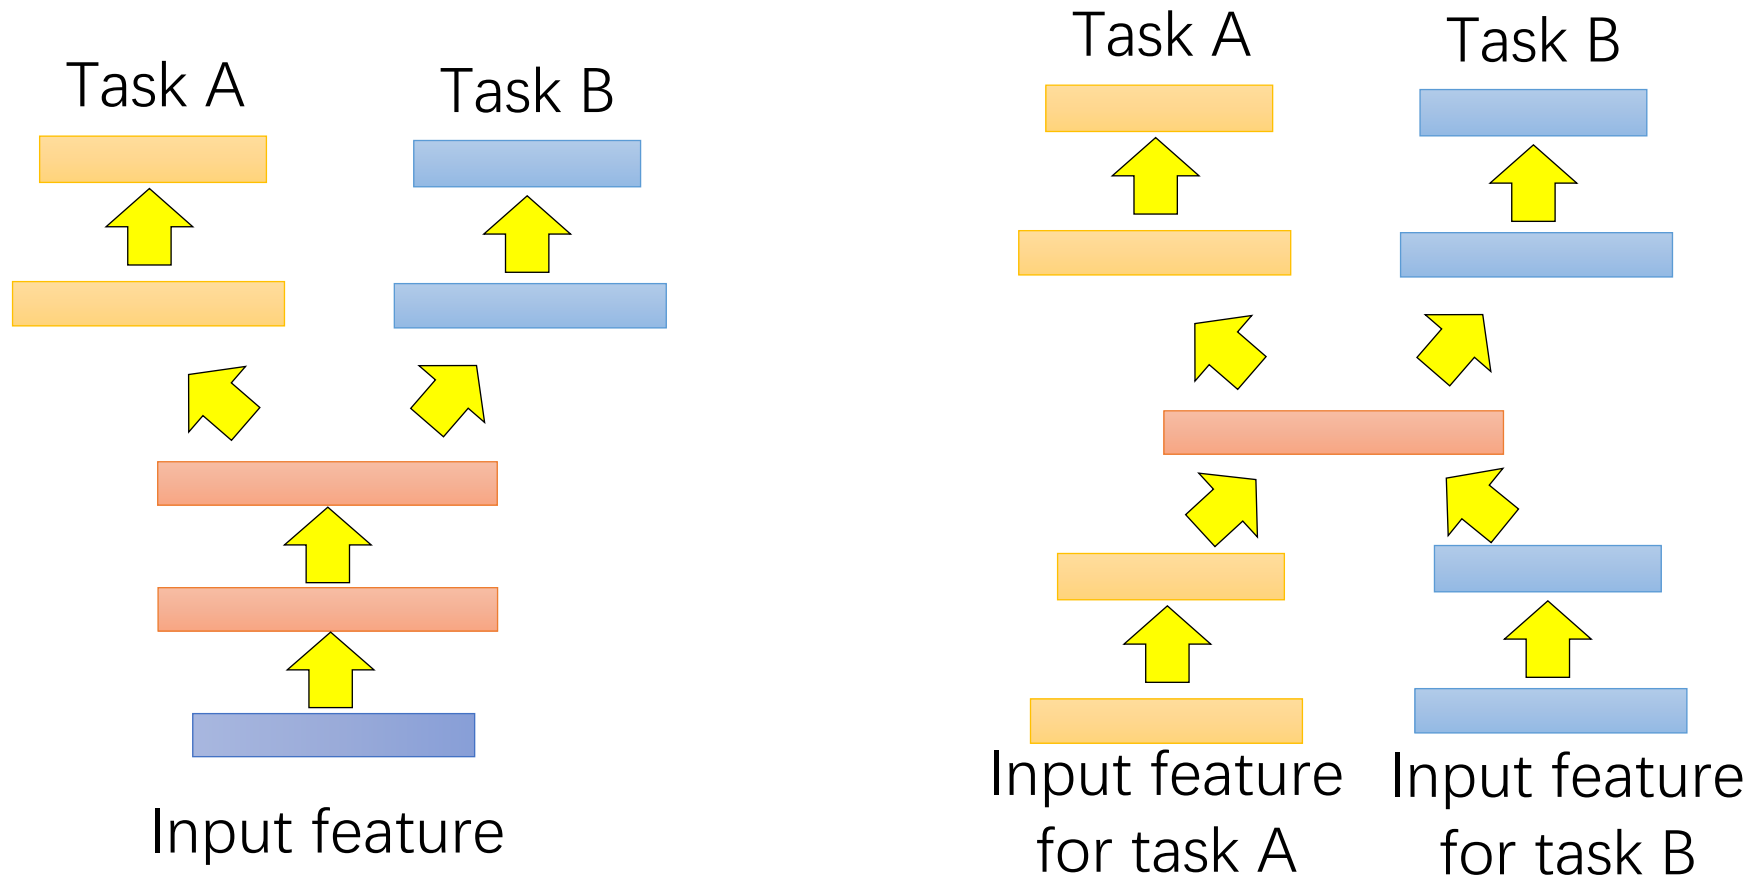 Task A
Task B
Input feature
Task A
Task B
Input feature
for task A
Input feature
for task B